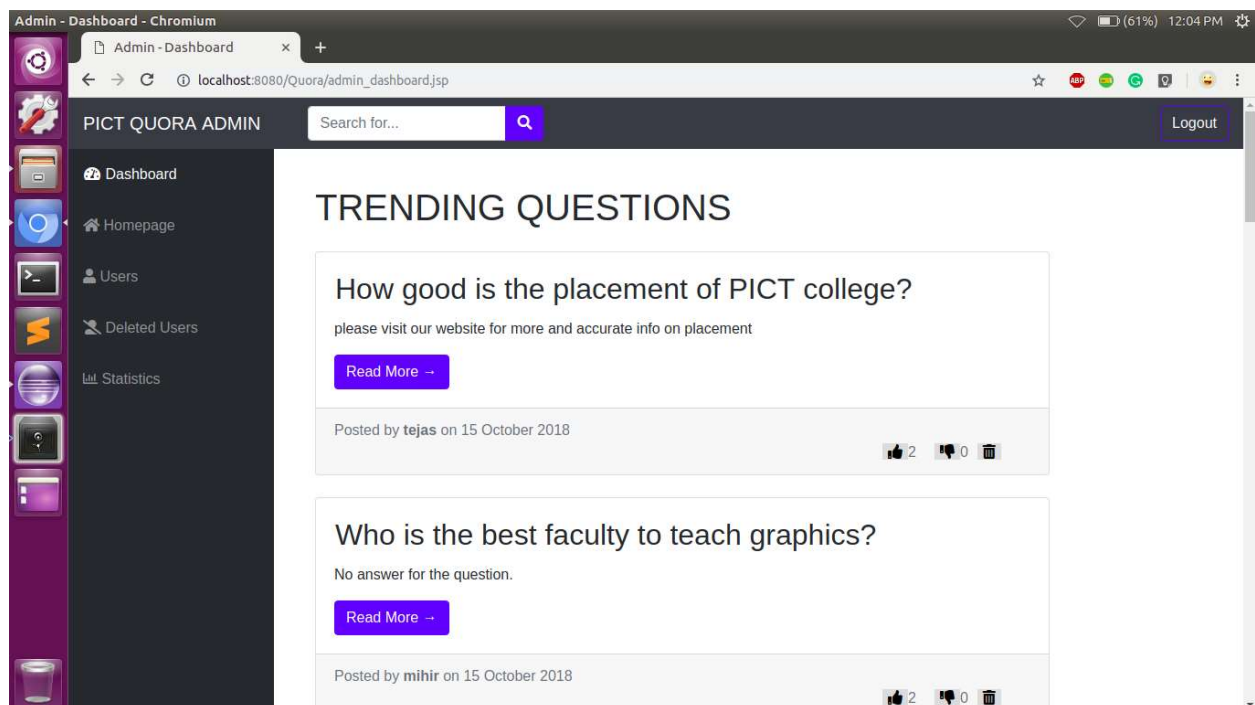 Admin - Dashboard - Chromium
(61%) 12:04 PM
Admin - Dashboard × +
localhost:8080/Quora/admin_dashboard.jsp
ABP
PICT QUORA ADMIN
Search for...
Logout
Dashboard
Homepage
Users
Deleted Users
Statistics
TRENDING QUESTIONS
How good is the placement of PICT college?
please visit our website for more and accurate info on placement
Read More →
Posted by tejas on 15 October 2018
2 0
Who is the best faculty to teach graphics?
No answer for the question.
Read More →
Posted by mihir on 15 October 2018
2 0